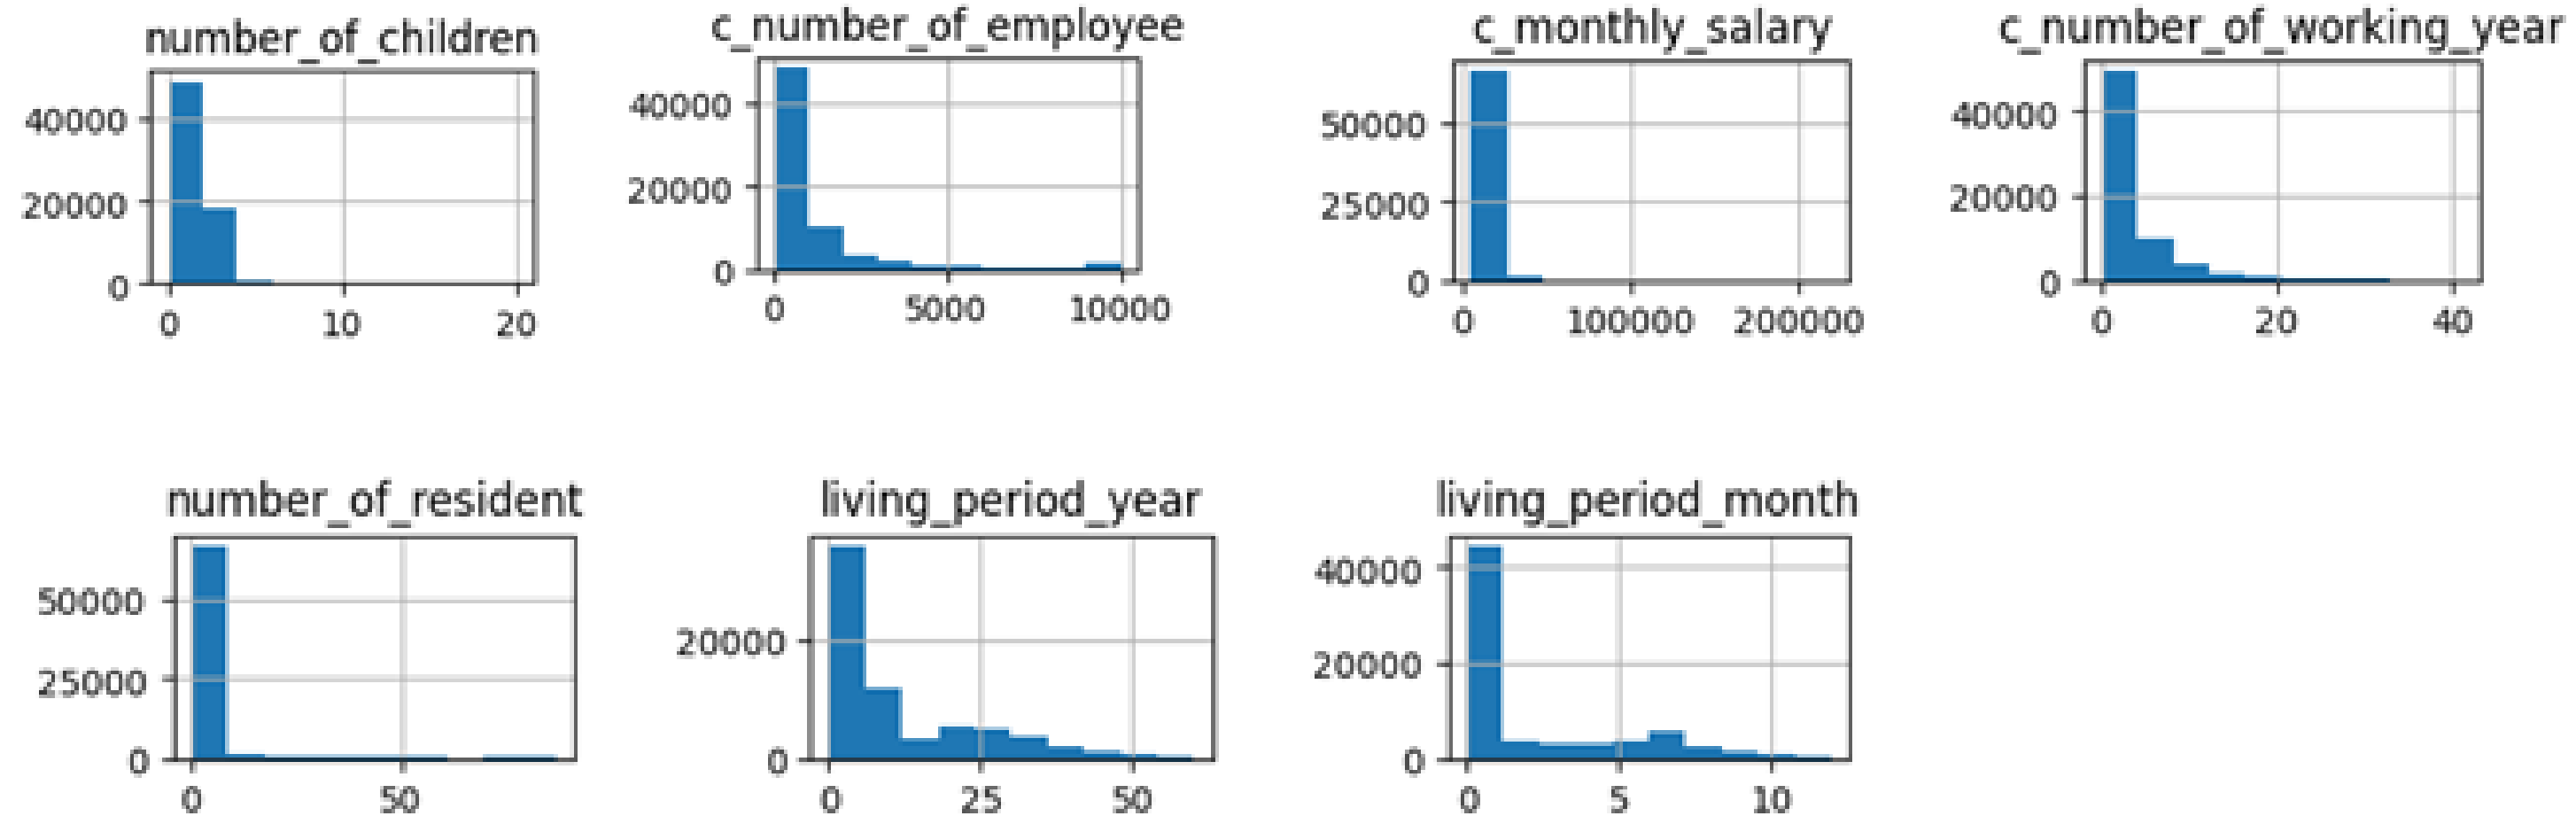 number_of_children
40000
20000
0
0 10 20
c_number_of_employee
40000
20000
0
0 5000 10000
c_monthly_salary
50000
25000
0
0 100000 200000
c_number_of_working_year
40000
20000
0
0 20 40
number_of_resident
50000
25000
0
0 50
living_period_year
20000
0
0 25 50
living_period_month
40000
20000
0
0 5 10